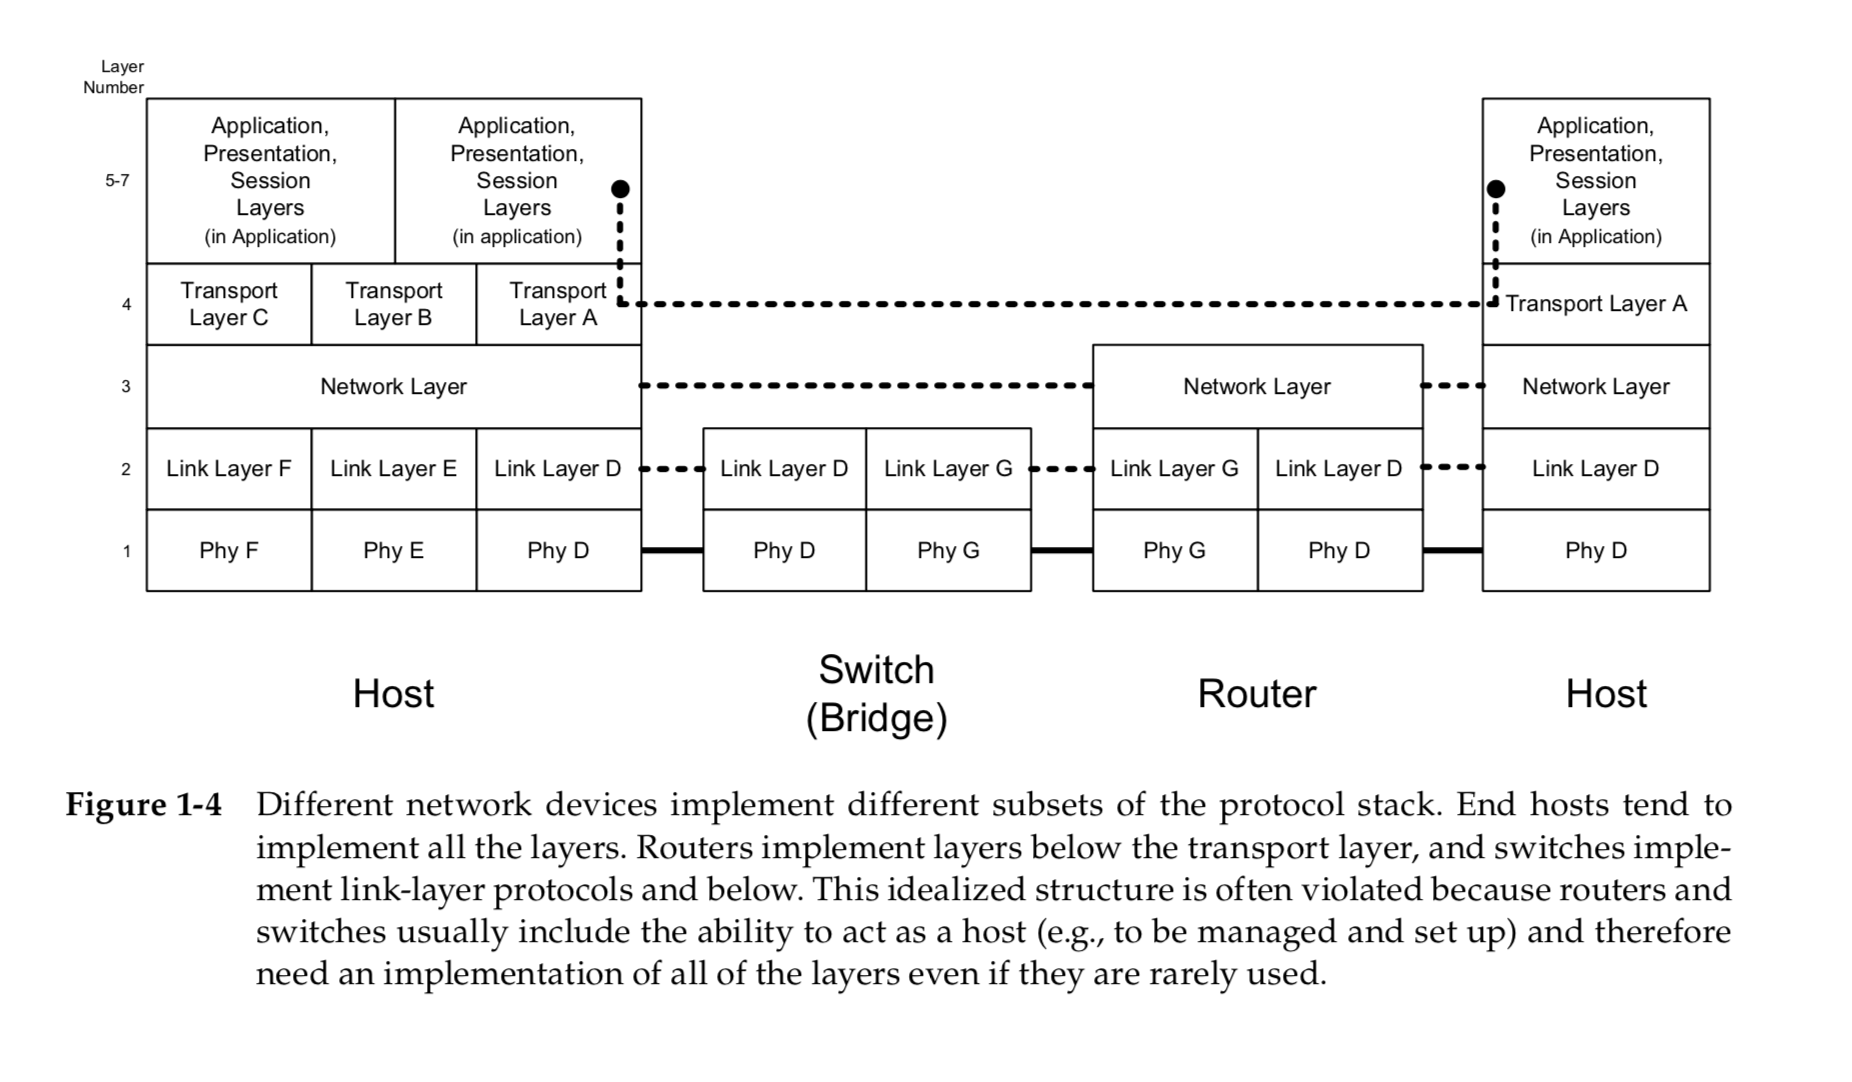 Layer
Number
Application,
Presentation,
Session
Layers
(in Application)
Application,
Presentation,
Session
Layers
(in application)
Application,
Presentation,
Session
Layers
(in Application)
5-7
4
Transport
Layer C
Transport
Layer B
Transport
Layer A
Transport Layer A
3
Network Layer
Network Layer
Network Layer
2
Link Layer F
Link Layer E
Link Layer D
Link Layer D
Link Layer G
Link Layer G
Link Layer D
Link Layer D
1
Phy F
Phy E
Phy D
Phy D
Phy G
Phy G
Phy D
Phy D
Host
Switch
(Bridge)
Router
Host
Figure 1-4 Different network devices implement different subsets of the protocol stack. End hosts tend to
implement all the layers. Routers implement layers below the transport layer, and switches imple-
ment link-layer protocols and below. This idealized structure is often violated because routers and
switches usually include the ability to act as a host (e.g., to be managed and set up) and therefore
need an implementation of all of the layers even if they are rarely used.